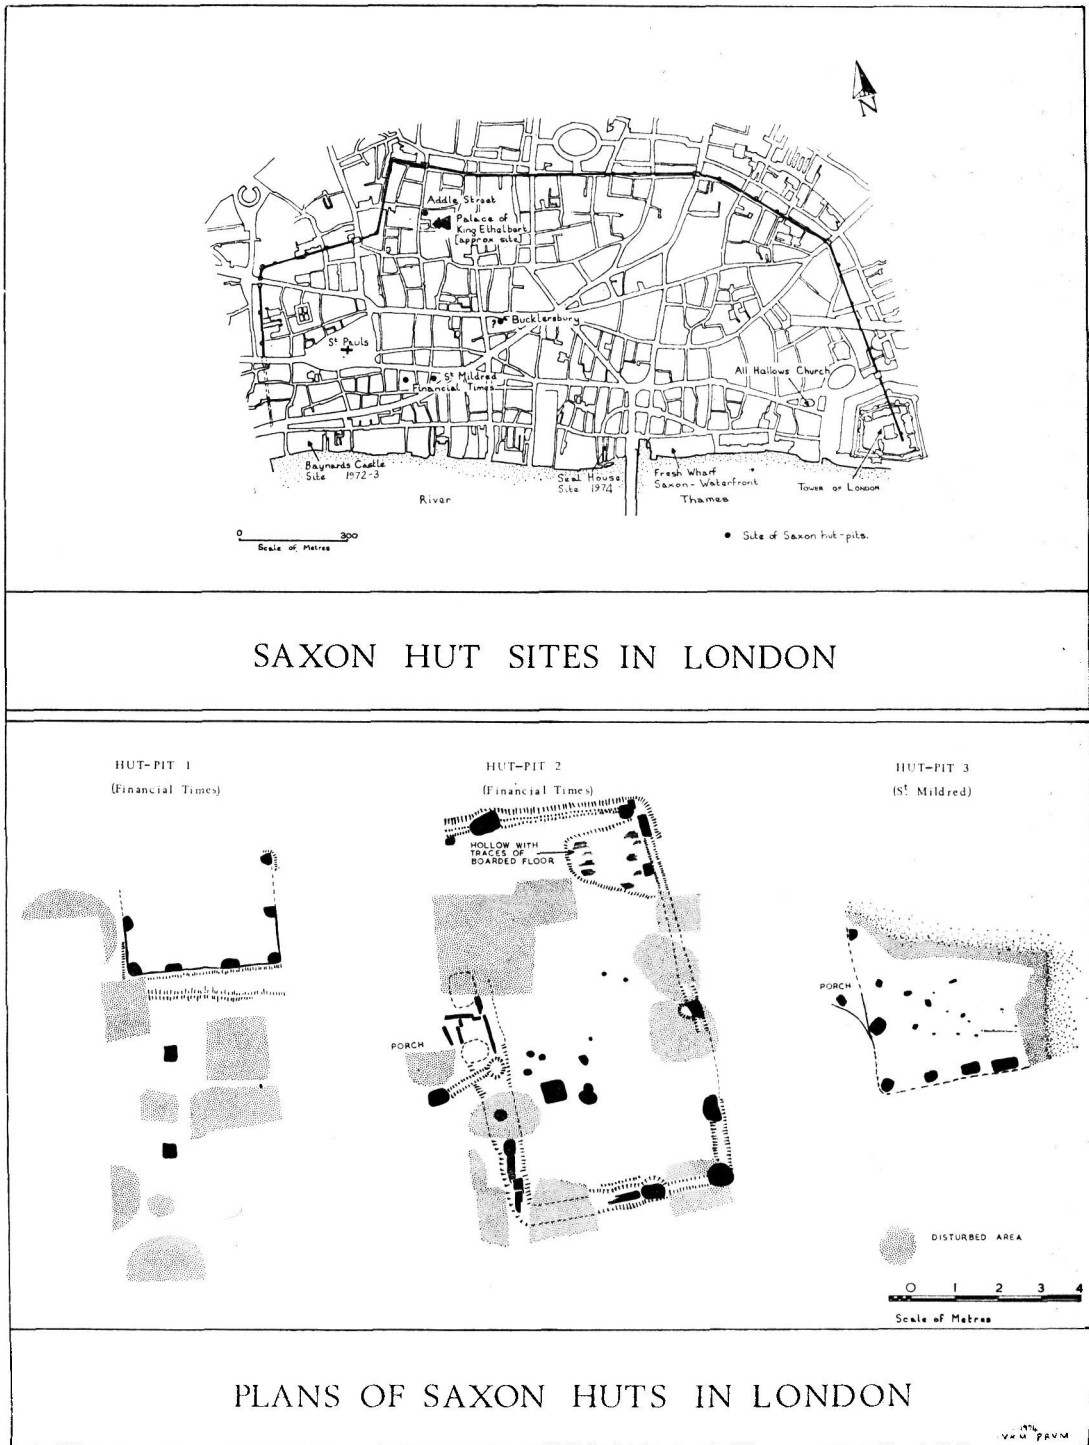 N
Addle Street
Palace of
King Ethelbert
[approx site]
? Bucklersbury
St Pauls
St Mildred
Financial Times
All Hallows Church
Baynards Castle
Site 1972-3
Seal House
Site 1974
Fresh Wharf
Saxon-Waterfront
TOWER OF LONDON
River
Thames
0 300
Scale of Metres
Site of Saxon hut-pits.
SAXON HUT SITES IN LONDON
HUT-PIT 1
(Financial Times)
HUT-PIT 2
(Financial Times)
HUT-PIT 3
(St Mildred)
HOLLOW WITH
TRACES OF
BOARDED FLOOR
PORCH
PORCH
DISTURBED AREA
0 1 2 3 4
Scale of Metres
PLANS OF SAXON HUTS IN LONDON
1974